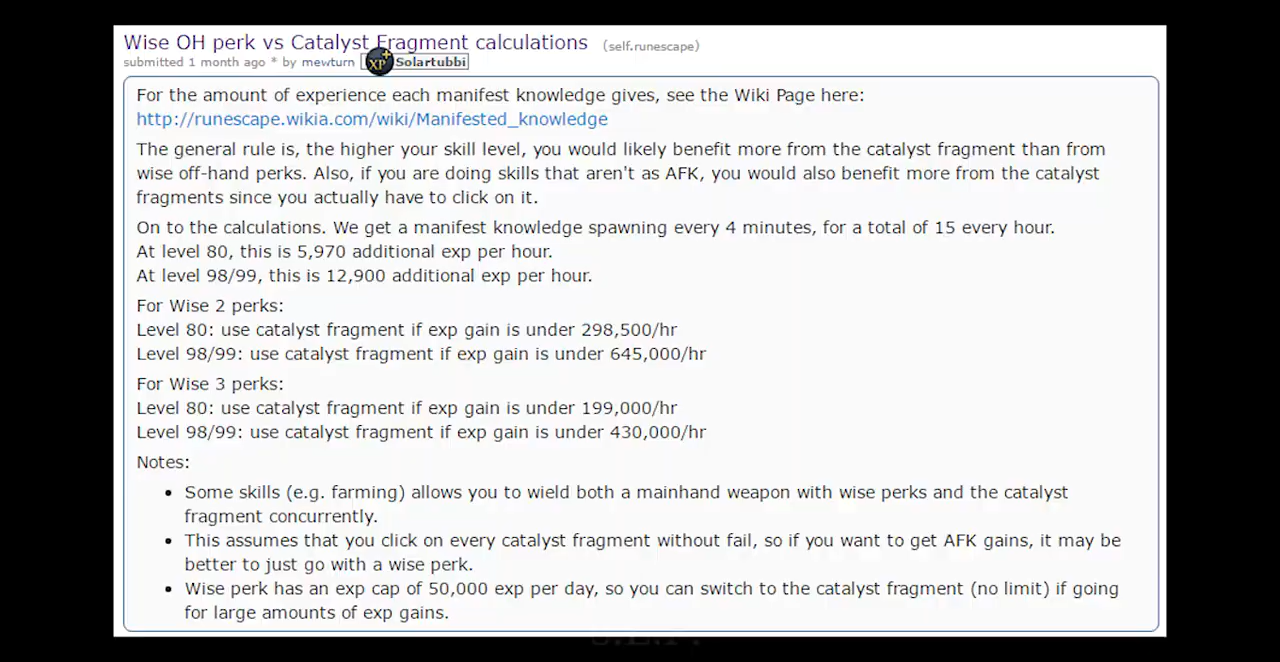 Wise OH perk vs Catalyst Fragment calculations (self.runescape)
submitted 1 month ago * by mewturn XP+ Solartubbi
For the amount of experience each manifest knowledge gives, see the Wiki Page here:
http://runescape.wikia.com/wiki/Manifested_knowledge
The general rule is, the higher your skill level, you would likely benefit more from the catalyst fragment than from
wise off-hand perks. Also, if you are doing skills that aren't as AFK, you would also benefit more from the catalyst
fragments since you actually have to click on it.
On to the calculations. We get a manifest knowledge spawning every 4 minutes, for a total of 15 every hour.
At level 80, this is 5,970 additional exp per hour.
At level 98/99, this is 12,900 additional exp per hour.
For Wise 2 perks:
Level 80: use catalyst fragment if exp gain is under 298,500/hr
Level 98/99: use catalyst fragment if exp gain is under 645,000/hr
For Wise 3 perks:
Level 80: use catalyst fragment if exp gain is under 199,000/hr
Level 98/99: use catalyst fragment if exp gain is under 430,000/hr
Notes:
• Some skills (e.g. farming) allows you to wield both a mainhand weapon with wise perks and the catalyst
fragment concurrently.
• This assumes that you click on every catalyst fragment without fail, so if you want to get AFK gains, it may be
better to just go with a wise perk.
• Wise perk has an exp cap of 50,000 exp per day, so you can switch to the catalyst fragment (no limit) if going
for large amounts of exp gains.